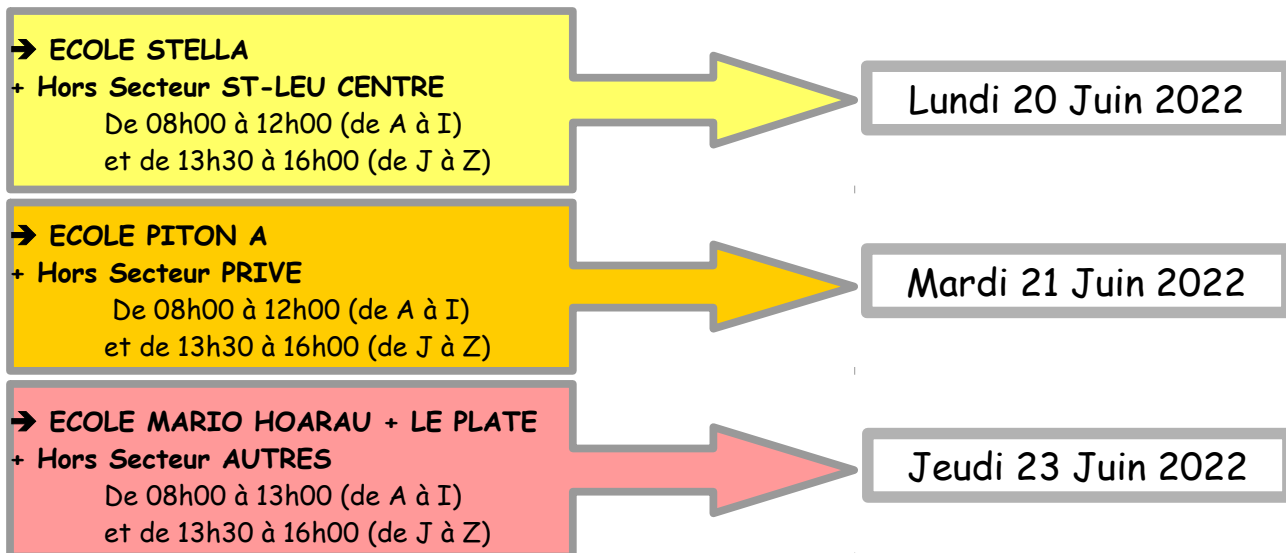 ➔ ECOLE STELLA
+ Hors Secteur ST-LEU CENTRE
De 08h00 à 12h00 (de A à I)
et de 13h30 à 16h00 (de J à Z)
Lundi 20 Juin 2022
➔ ECOLE PITON A
+ Hors Secteur PRIVE
De 08h00 à 12h00 (de A à I)
et de 13h30 à 16h00 (de J à Z)
Mardi 21 Juin 2022
➔ ECOLE MARIO HOARAU + LE PLATE
+ Hors Secteur AUTRES
De 08h00 à 13h00 (de A à I)
et de 13h30 à 16h00 (de J à Z)
Jeudi 23 Juin 2022